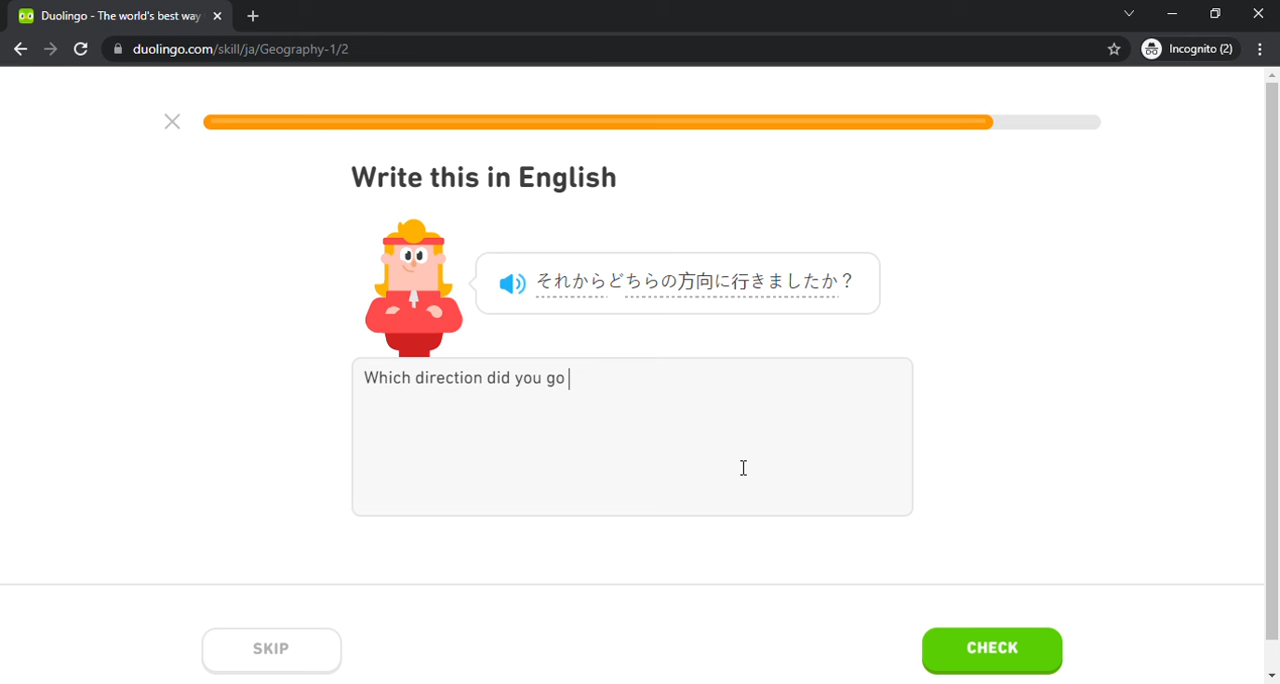 Duolingo - The world's best way
duolingo.com/skill/ja/Geography-1/2
Incognito (2)
Write this in English
それからどちらの方向に行きましたか？
Which direction did you go
SKIP
CHECK